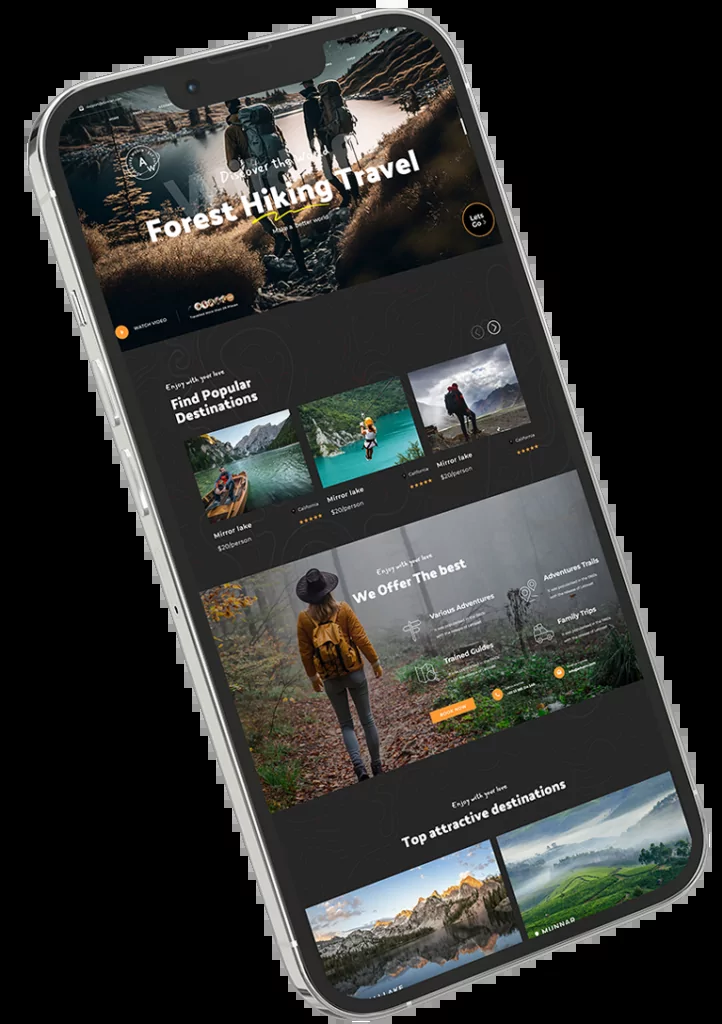 A
W
Discover the World
Forest Hiking Travel
Lets
Go
WATCH VIDEO
Enjoy with your love
Find Popular
Destinations
California
Mirror lake
$20/person
California
Mirror lake
$20/person
California
Mirror lake
$20/person
Enjoy with your love
We Offer The best
Various Adventures
Adventures Trails
Trained Guides
Family Trips
BOOK NOW
Enjoy with your love
Top attractive destinations
LAKE
MUNNAR